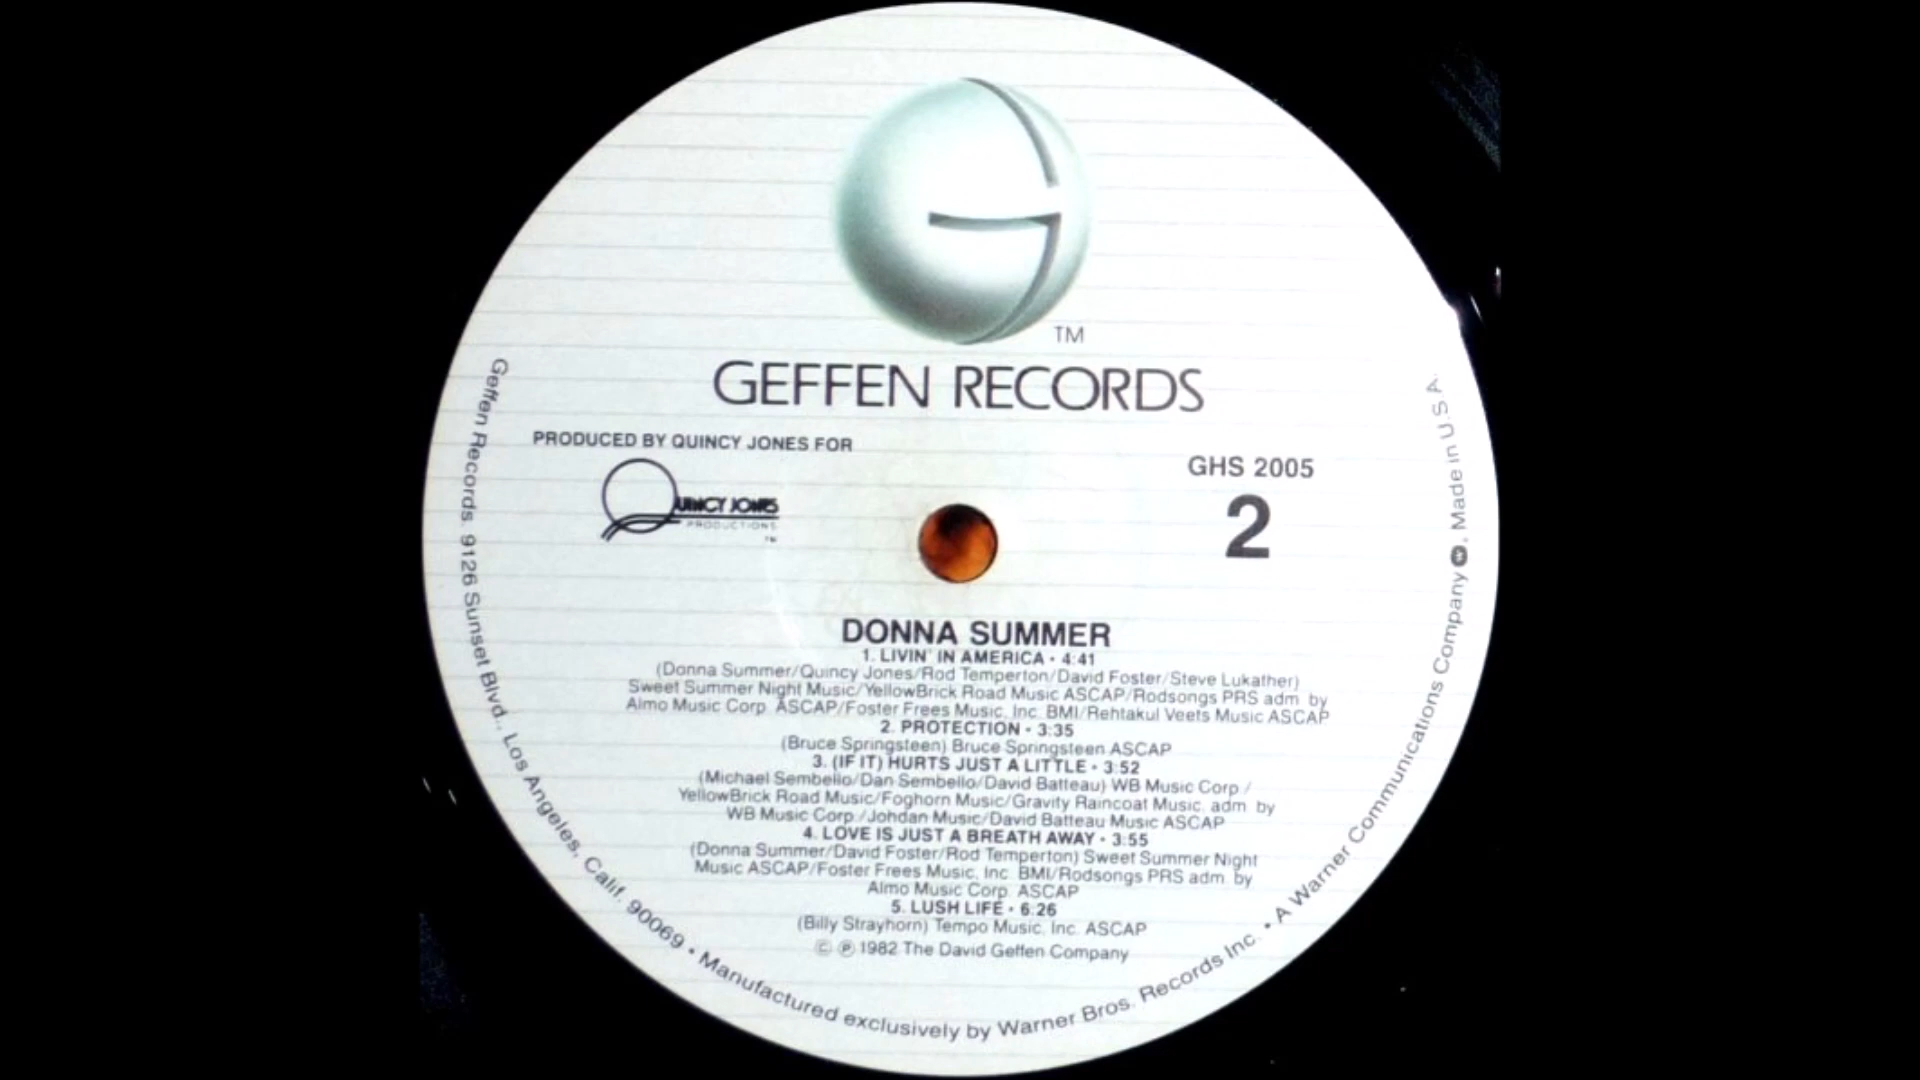 TM
GEFFEN RECORDS
PRODUCED BY QUINCY JONES FOR
QUINCY JONES
PRODUCTIONS
TM
GHS 2005
2
DONNA SUMMER
1. LIVIN' IN AMERICA • 4:41
(Donna Summer/Quincy Jones/Rod Temperton/David Foster/Steve Lukather)
Sweet Summer Night Music/YellowBrick Road Music ASCAP/Rodsongs PRS adm. by
Almo Music Corp. ASCAP/Foster Frees Music, Inc. BMI/Rehtakul Veets Music ASCAP
2. PROTECTION • 3:35
(Bruce Springsteen) Bruce Springsteen ASCAP
3. (IF IT) HURTS JUST A LITTLE • 3:52
(Michael Sembello/Dan Sembello/David Batteau) WB Music Corp./
YellowBrick Road Music/Foghorn Music/Gravity Raincoat Music, adm. by
WB Music Corp./Johdan Music/David Batteau Music ASCAP
4. LOVE IS JUST A BREATH AWAY • 3:55
(Donna Summer/David Foster/Rod Temperton) Sweet Summer Night
Music ASCAP/Foster Frees Music, Inc. BMI/Rodsongs PRS adm. by
Almo Music Corp. ASCAP
5. LUSH LIFE • 6:26
(Billy Strayhorn) Tempo Music, Inc. ASCAP
© ℗ 1982 The David Geffen Company
Geffen Records. 9126 Sunset Blvd., Los Angeles, Calif. 90069 • Manufactured exclusively by Warner Bros. Records Inc. • A Warner Communications Company. Made in U.S.A.